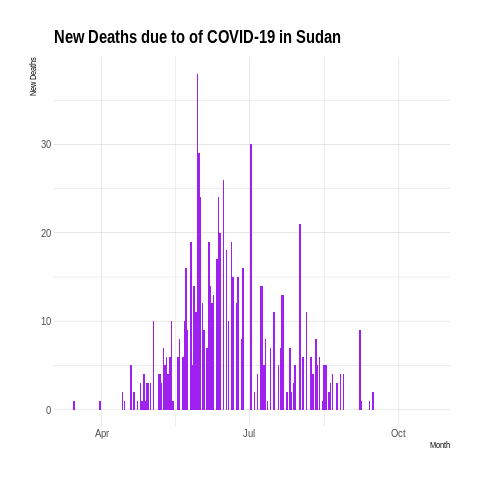 New Deaths due to of COVID-19 in Sudan
New Deaths
30
20
10
0
Apr
Jul
Oct
Month